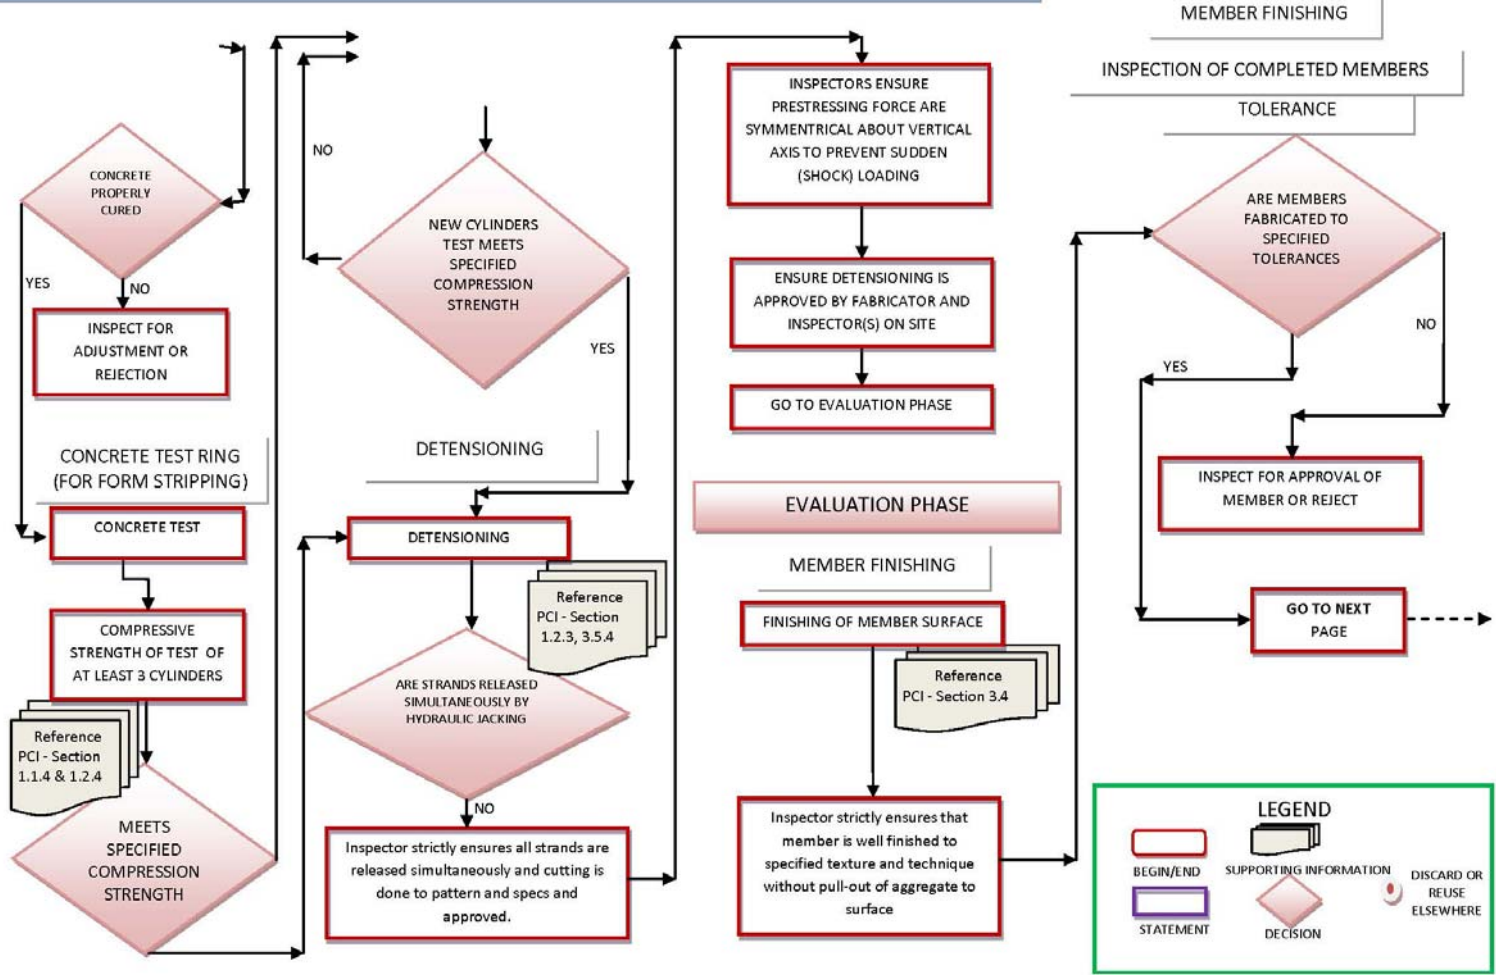 CONCRETE
PROPERLY
CURED
YES
NO
INSPECT FOR
ADJUSTMENT OR
REJECTION
CONCRETE TEST RING
(FOR FORM STRIPPING)
CONCRETE TEST
COMPRESSIVE
STRENGTH OF TEST OF
AT LEAST 3 CYLINDERS
Reference
PCI - Section
1.1.4 & 1.2.4
MEETS
SPECIFIED
COMPRESSION
STRENGTH
NO
NEW CYLINDERS
TEST MEETS
SPECIFIED
COMPRESSION
STRENGTH
YES
DETENSIONING
DETENSIONING
Reference
PCI - Section
1.2.3, 3.5.4
ARE STRANDS RELEASED
SIMULTANEOUSLY BY
HYDRAULIC JACKING
NO
Inspector strictly ensures all strands are
released simultaneously and cutting is
done to pattern and specs and
approved.
INSPECTORS ENSURE
PRESTRESSING FORCE ARE
SYMMENTRICAL ABOUT VERTICAL
AXIS TO PREVENT SUDDEN
(SHOCK) LOADING
ENSURE DETENSIONING IS
APPROVED BY FABRICATOR AND
INSPECTOR(S) ON SITE
GO TO EVALUATION PHASE
EVALUATION PHASE
MEMBER FINISHING
FINISHING OF MEMBER SURFACE
Reference
PCI - Section 3.4
Inspector strictly ensures that
member is well finished to
specified texture and technique
without pull-out of aggregate to
surface
MEMBER FINISHING
INSPECTION OF COMPLETED MEMBERS
TOLERANCE
ARE MEMBERS
FABRICATED TO
SPECIFIED
TOLERANCES
NO
YES
INSPECT FOR APPROVAL OF
MEMBER OR REJECT
GO TO NEXT
PAGE
LEGEND
BEGIN/END
SUPPORTING INFORMATION
DISCARD OR
REUSE
ELSEWHERE
STATEMENT
DECISION